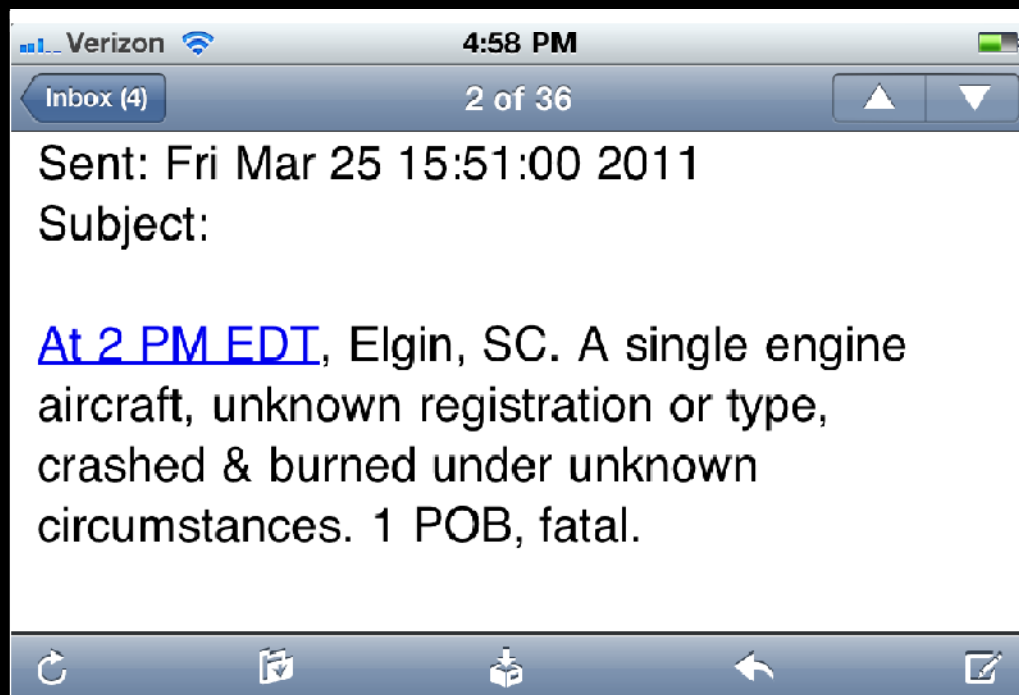 Verizon 4:58 PM
Inbox (4) 2 of 36
Sent: Fri Mar 25 15:51:00 2011
Subject:
At 2 PM EDT, Elgin, SC. A single engine
aircraft, unknown registration or type,
crashed & burned under unknown
circumstances. 1 POB, fatal.